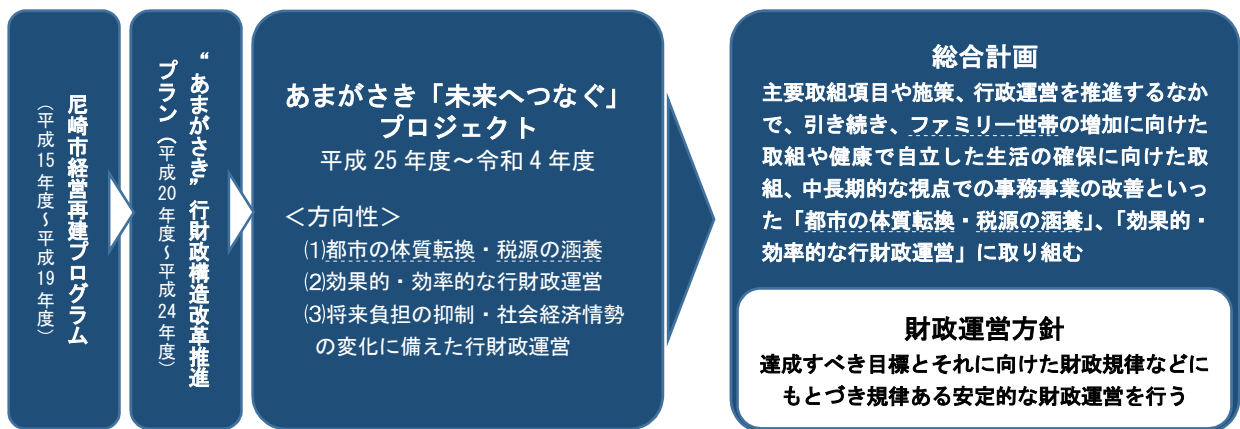 尼崎市経営再建プログラム
（平成15年度～平成19年度）
“あまがさき”行財政構造改革推進
プラン（平成20年度～平成24年度）
あまがさき「未来へつなぐ」
プロジェクト
平成 25 年度～令和 4 年度
＜方向性＞
⑴都市の体質転換・税源の涵養
⑵効果的・効率的な行財政運営
⑶将来負担の抑制・社会経済情勢
の変化に備えた行財政運営
総合計画
主要取組項目や施策、行政運営を推進するなか
で、引き続き、ファミリー世帯の増加に向けた
取組や健康で自立した生活の確保に向けた取
組、中長期的な視点での事務事業の改善といっ
た「都市の体質転換・税源の涵養」、「効果的・
効率的な行財政運営」に取り組む
財政運営方針
達成すべき目標とそれに向けた財政規律などに
もとづき規律ある安定的な財政運営を行う